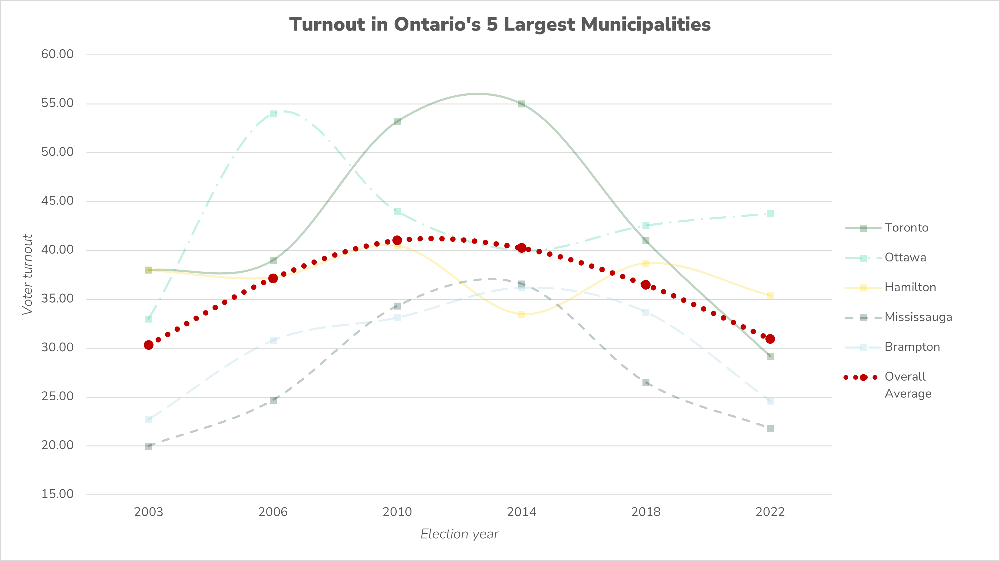 Turnout in Ontario's 5 Largest Municipalities
60.00
55.00
50.00
45.00
40.00
35.00
30.00
25.00
20.00
15.00
Voter turnout
2003 2006 2010 2014 2018 2022
Election year
Toronto
Ottawa
Hamilton
Mississauga
Brampton
Overall
Average